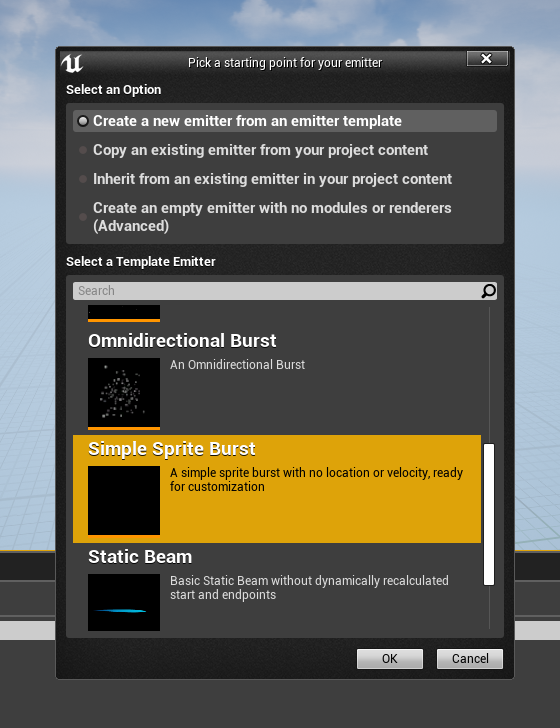 Pick a starting point for your emitter
Select an Option
Create a new emitter from an emitter template
Copy an existing emitter from your project content
Inherit from an existing emitter in your project content
Create an empty emitter with no modules or renderers
(Advanced)
Select a Template Emitter
Search
Omnidirectional Burst
An Omnidirectional Burst
Simple Sprite Burst
A simple sprite burst with no location or velocity, ready
for customization
Static Beam
Basic Static Beam without dynamically recalculated
start and endpoints
OK
Cancel